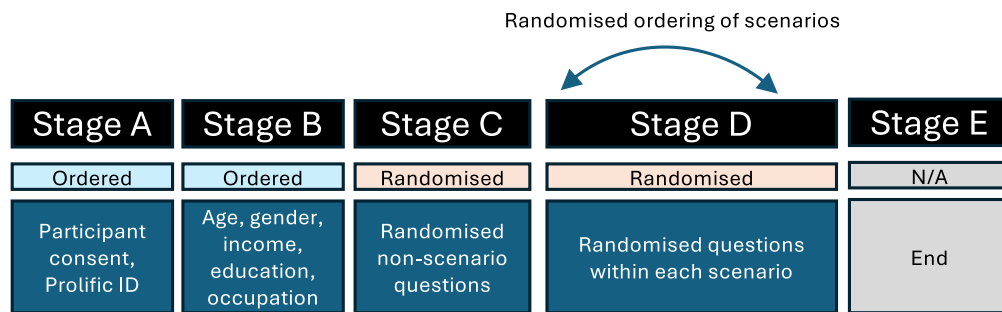 Randomised ordering of scenarios
Stage A
Stage B
Stage C
Stage D
Stage E
Ordered
Ordered
Randomised
Randomised
N/A
Participant
consent,
Prolific ID
Age, gender,
income,
education,
occupation
Randomised
non-scenario
questions
Randomised questions
within each scenario
End